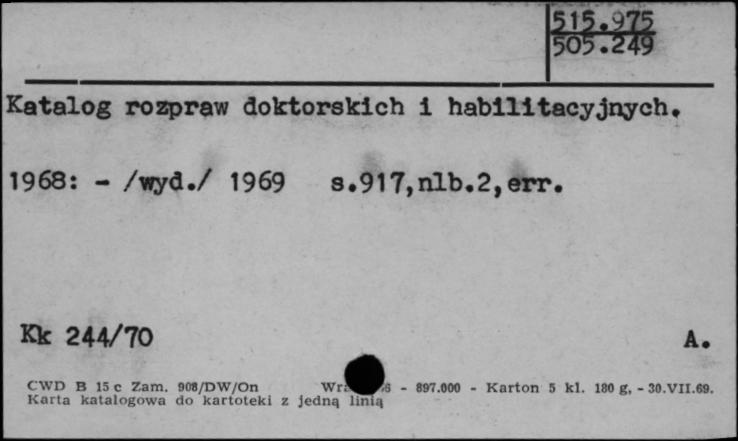 515.975
505.249
Katalog rozpraw doktorskich i habilitacyjnych.
1968: - /wyd./ 1969 s.917,nlb.2,err.
Kk 244/70 A.
CWD B 15 c Zam. 908/DW/On - 897.000 - Karton 5 kl. 180 g. - 30.VII.69.
Karta katalogowa do kartoteki z jedną linią